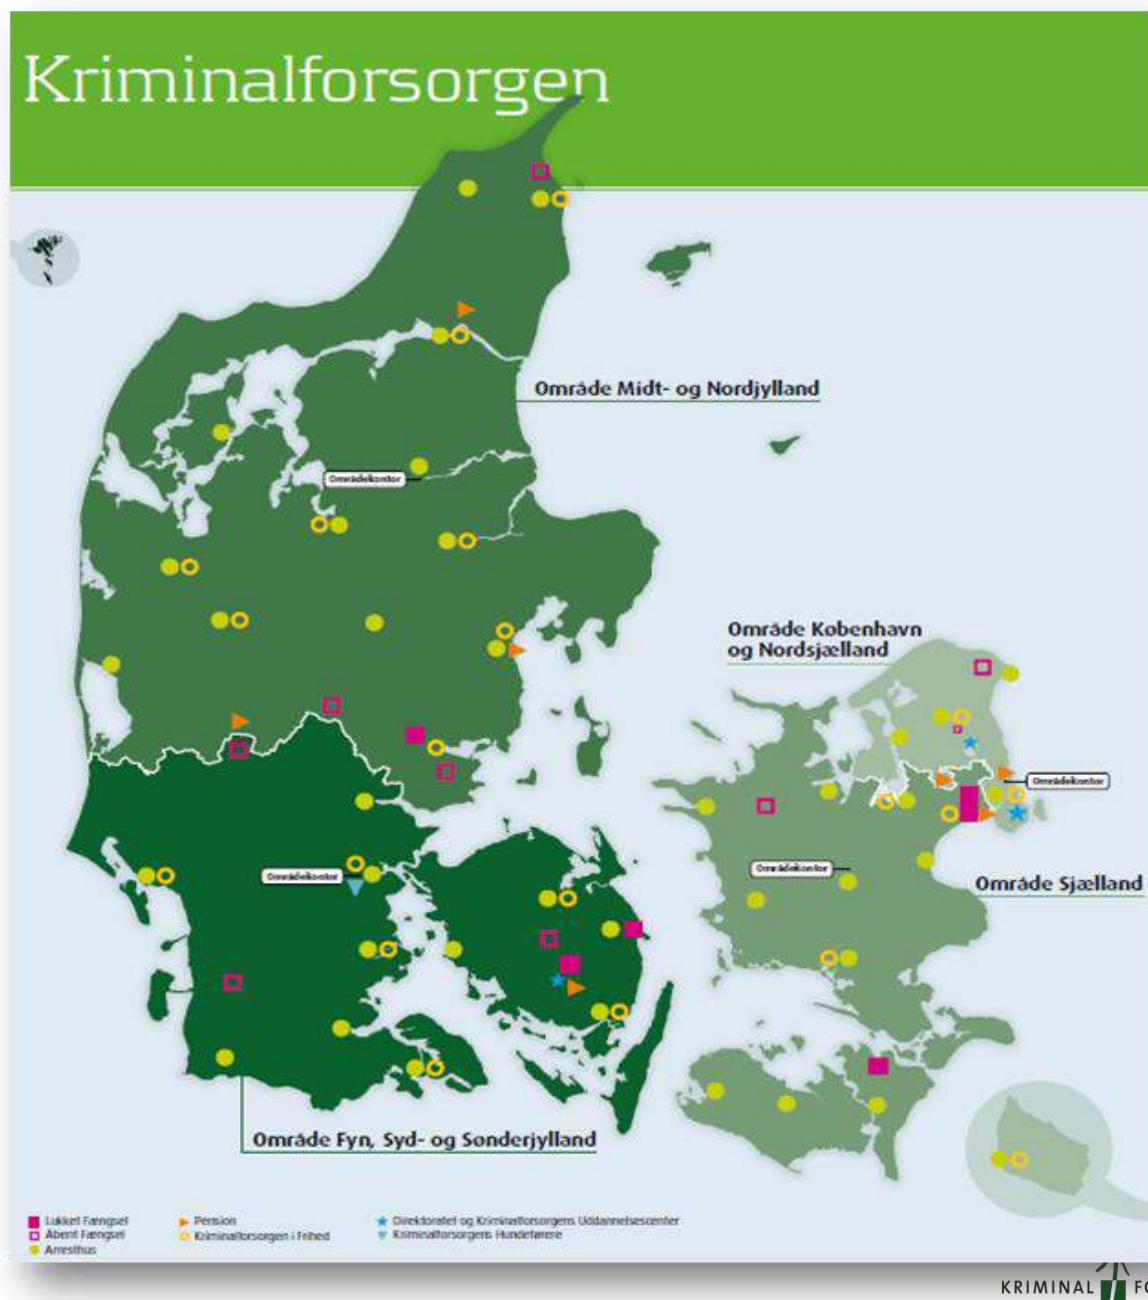 Kriminalforsorgen
Område Midt- og Nordjylland
Områdekontor
Område København
og Nordsjælland
Områdekontor
Områdekontor
Område Sjælland
Områdekontor
Område Fyn, Syd- og Sønderjylland
Lukket Fængsel
Åbent Fængsel
Arresthus
Pension
Kriminalforsorgen i Frihed
Direktoratet og Kriminalforsorgens Uddannelsescenter
Kriminalforsorgens Hundeførere
KRIMINAL FO